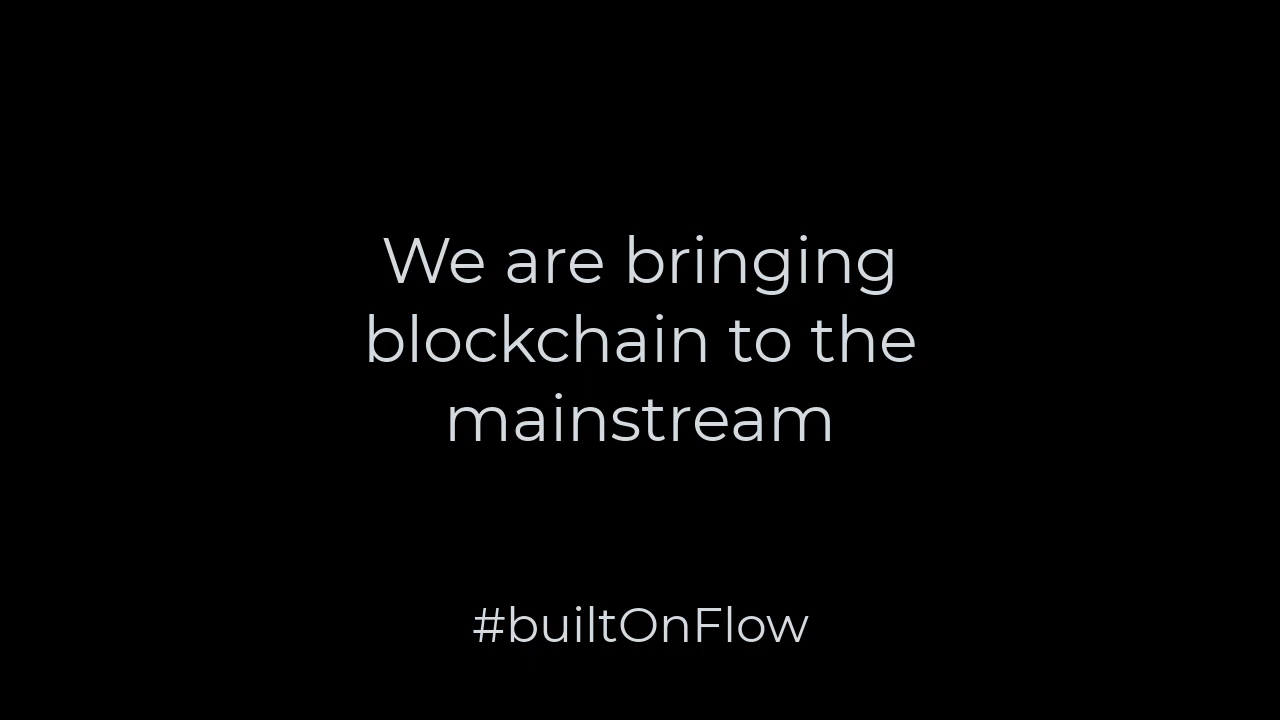 We are bringing
blockchain to the
mainstream
#builtOnFlow